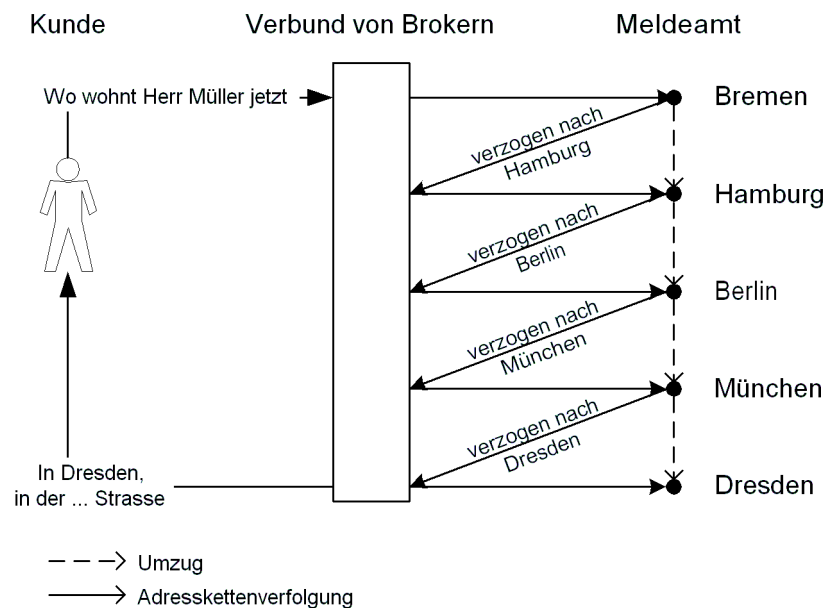 Kunde
Verbund von Brokern
Meldeamt
Wo wohnt Herr Müller jetzt
Bremen
verzogen nach
Hamburg
Hamburg
verzogen nach
Berlin
Berlin
verzogen nach
München
München
verzogen nach
Dresden
In Dresden,
in der ... Strasse
Dresden
Umzug
Adresskettenverfolgung